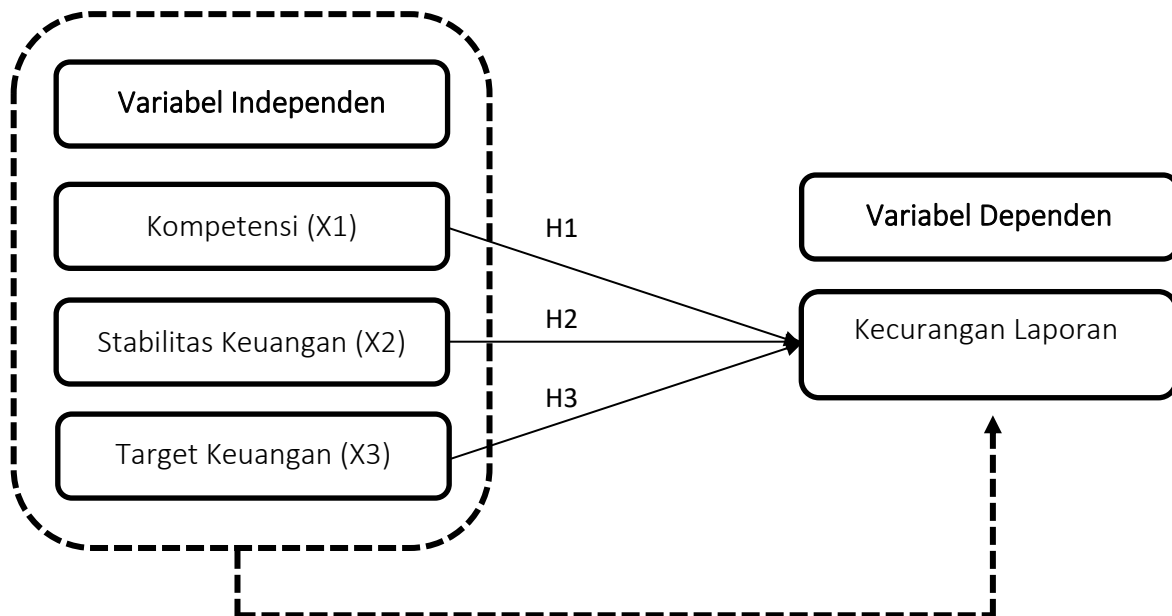 Variabel Independen
Kompetensi (X1)
Stabilitas Keuangan (X2)
Target Keuangan (X3)
H1
H2
H3
Variabel Dependen
Kecurangan Laporan